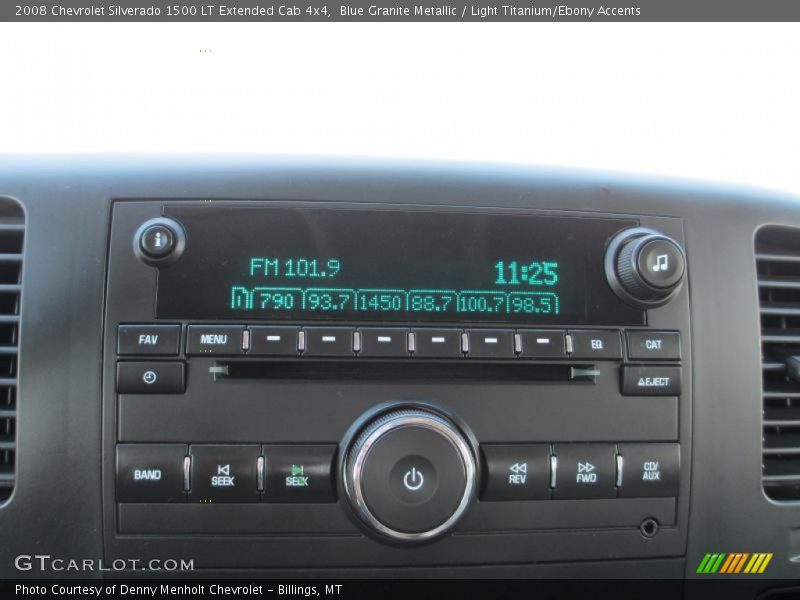 2008 Chevrolet Silverado 1500 LT Extended Cab 4x4,  Blue Granite Metallic / Light Titanium/Ebony Accents
i
FM 101.9 11:25
790 93.7 1450 88.7 100.7 98.5
FAV MENU EQ CAT
EJECT
BAND SEEK SEEK REV FWD CD/AUX
GTCARLOT.COM
Photo Courtesy of Denny Menholt Chevrolet - Billings, MT